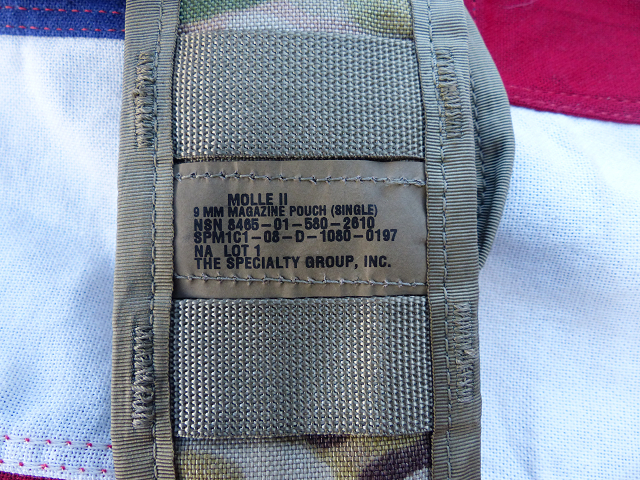 MOLLE II
9 MM MAGAZINE POUCH (SINGLE)
NSN 8465-01-580-2610
SPM1C1-08-D-1080-0197
NA LOT 1
THE SPECIALTY GROUP, INC.